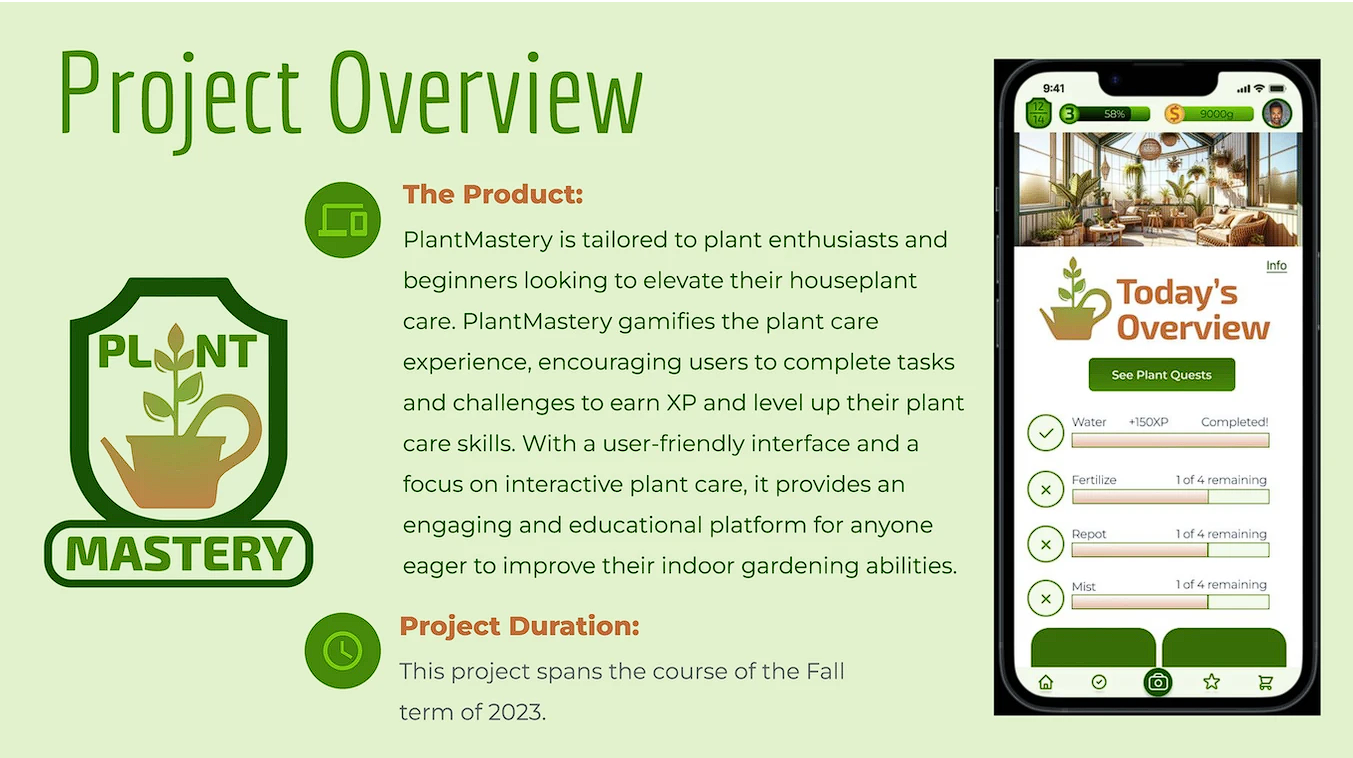 Project Overview
The Product:
PlantMastery is tailored to plant enthusiasts and
beginners looking to elevate their houseplant
care. PlantMastery gamifies the plant care
experience, encouraging users to complete tasks
and challenges to earn XP and level up their plant
care skills. With a user-friendly interface and a
focus on interactive plant care, it provides an
engaging and educational platform for anyone
eager to improve their indoor gardening abilities.
Project Duration:
This project spans the course of the Fall
term of 2023.
PLANT
MASTERY
9:41
12
14
3
58%
$
9000g
Info
Today's
Overview
See Plant Quests
Water +150XP Completed!
Fertilize 1 of 4 remaining
Repot 1 of 4 remaining
Mist 1 of 4 remaining